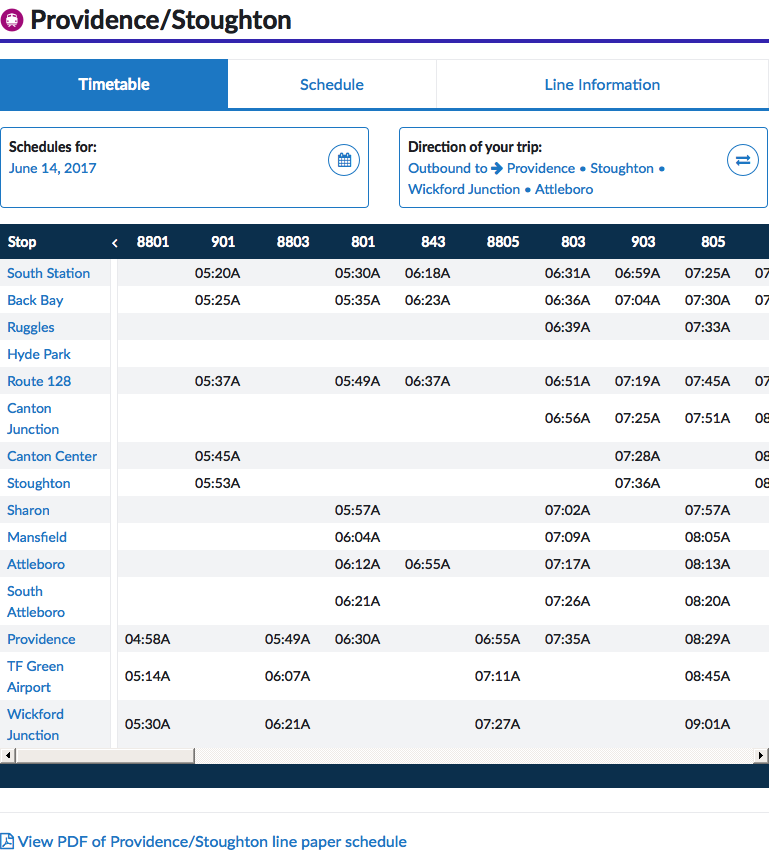 Providence/Stoughton
Timetable Schedule Line Information
Schedules for:
June 14, 2017
Direction of your trip:
Outbound to Providence • Stoughton •
Wickford Junction • Attleboro
Stop 8801 901 8803 801 843 8805 803 903 805
South Station 05:20A 05:30A 06:18A 06:31A 06:59A 07:25A 07
Back Bay 05:25A 05:35A 06:23A 06:36A 07:04A 07:30A 07
Ruggles 06:39A 07:33A
Hyde Park
Route 128 05:37A 05:49A 06:37A 06:51A 07:19A 07:45A 07
Canton
Junction 06:56A 07:25A 07:51A 08
Canton Center 05:45A 07:28A 08
Stoughton 05:53A 07:36A 08
Sharon 05:57A 07:02A 07:57A
Mansfield 06:04A 07:09A 08:05A
Attleboro 06:12A 06:55A 07:17A 08:13A
South
Attleboro 06:21A 07:26A 08:20A
Providence 04:58A 05:49A 06:30A 06:55A 07:35A 08:29A
TF Green
Airport 05:14A 06:07A 07:11A 08:45A
Wickford
Junction 05:30A 06:21A 07:27A 09:01A
View PDF of Providence/Stoughton line paper schedule